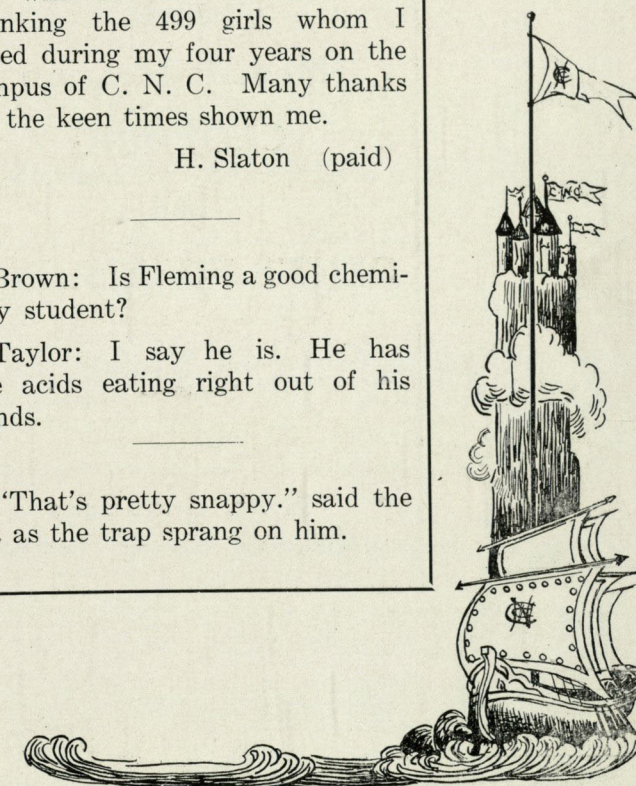 nking the 499 girls whom I
ed during my four years on the
npus of C. N. C. Many thanks
the keen times shown me.
H. Slaton (paid)
Brown: Is Fleming a good chemi-
y student?
Taylor: I say he is. He has
e acids eating right out of his
nds.
"That's pretty snappy." said the
as the trap sprang on him.